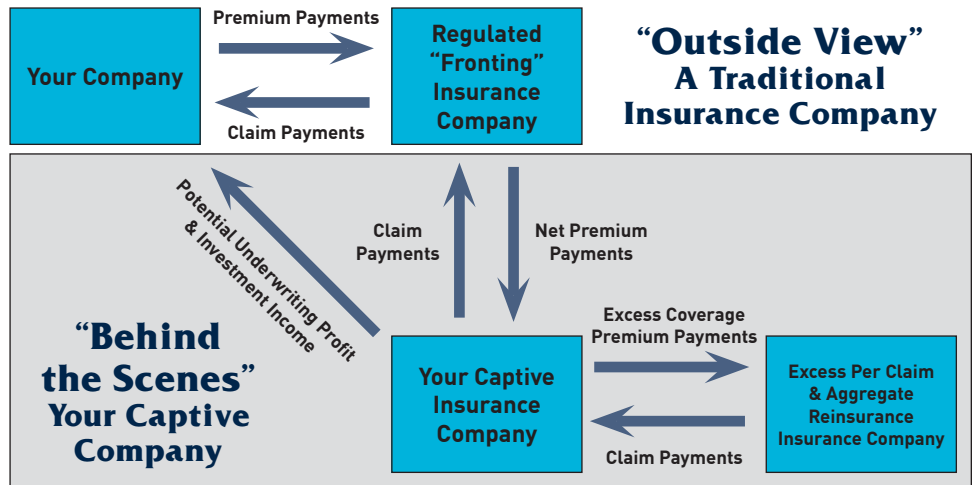 Premium Payments
Your Company
Claim Payments
Regulated
“Fronting”
Insurance
Company
“Outside View”
A Traditional
Insurance Company
Potential Underwriting Profit
& Investment Income
Claim
Payments
Net Premium
Payments
“Behind
the Scenes”
Your Captive
Company
Your Captive
Insurance
Company
Excess Coverage
Premium Payments
Claim Payments
Excess Per Claim
& Aggregate
Reinsurance
Insurance Company